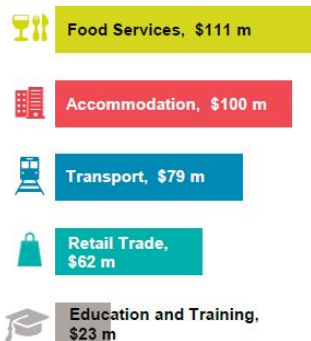 Food Services, $111 m
Accommodation, $100 m
Transport, $79 m
Retail Trade,
$62 m
Education and Training,
$23 m